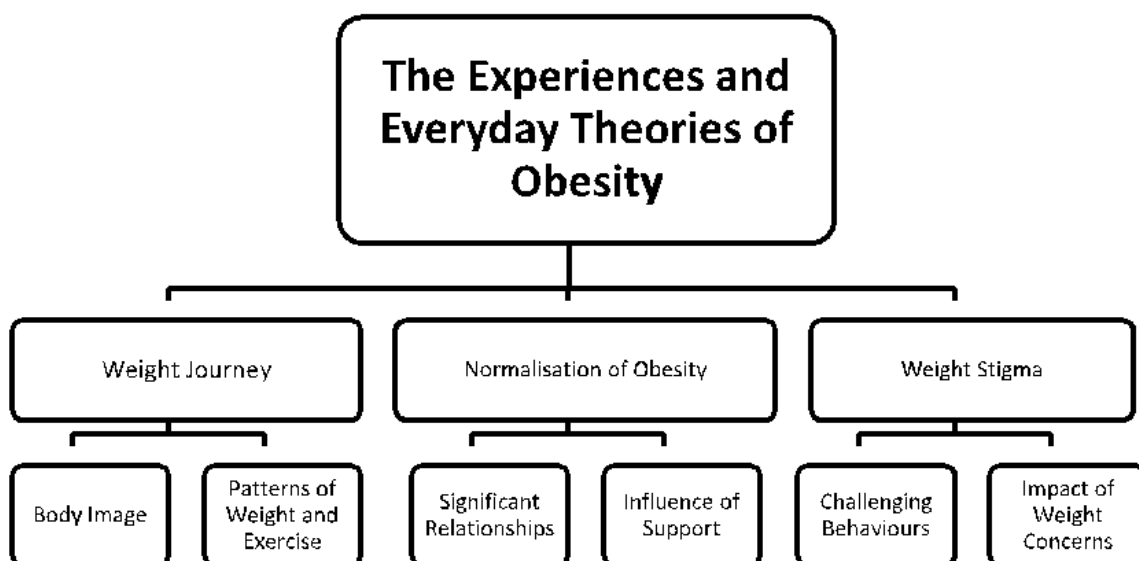 The Experiences and
Everyday Theories of
Obesity
Weight Journey
Normalisation of Obesity
Weight Stigma
Body Image
Patterns of
Weight and
Exercise
Significant
Relationships
Influence of
Support
Challenging
Behaviours
Impact of
Weight
Concerns